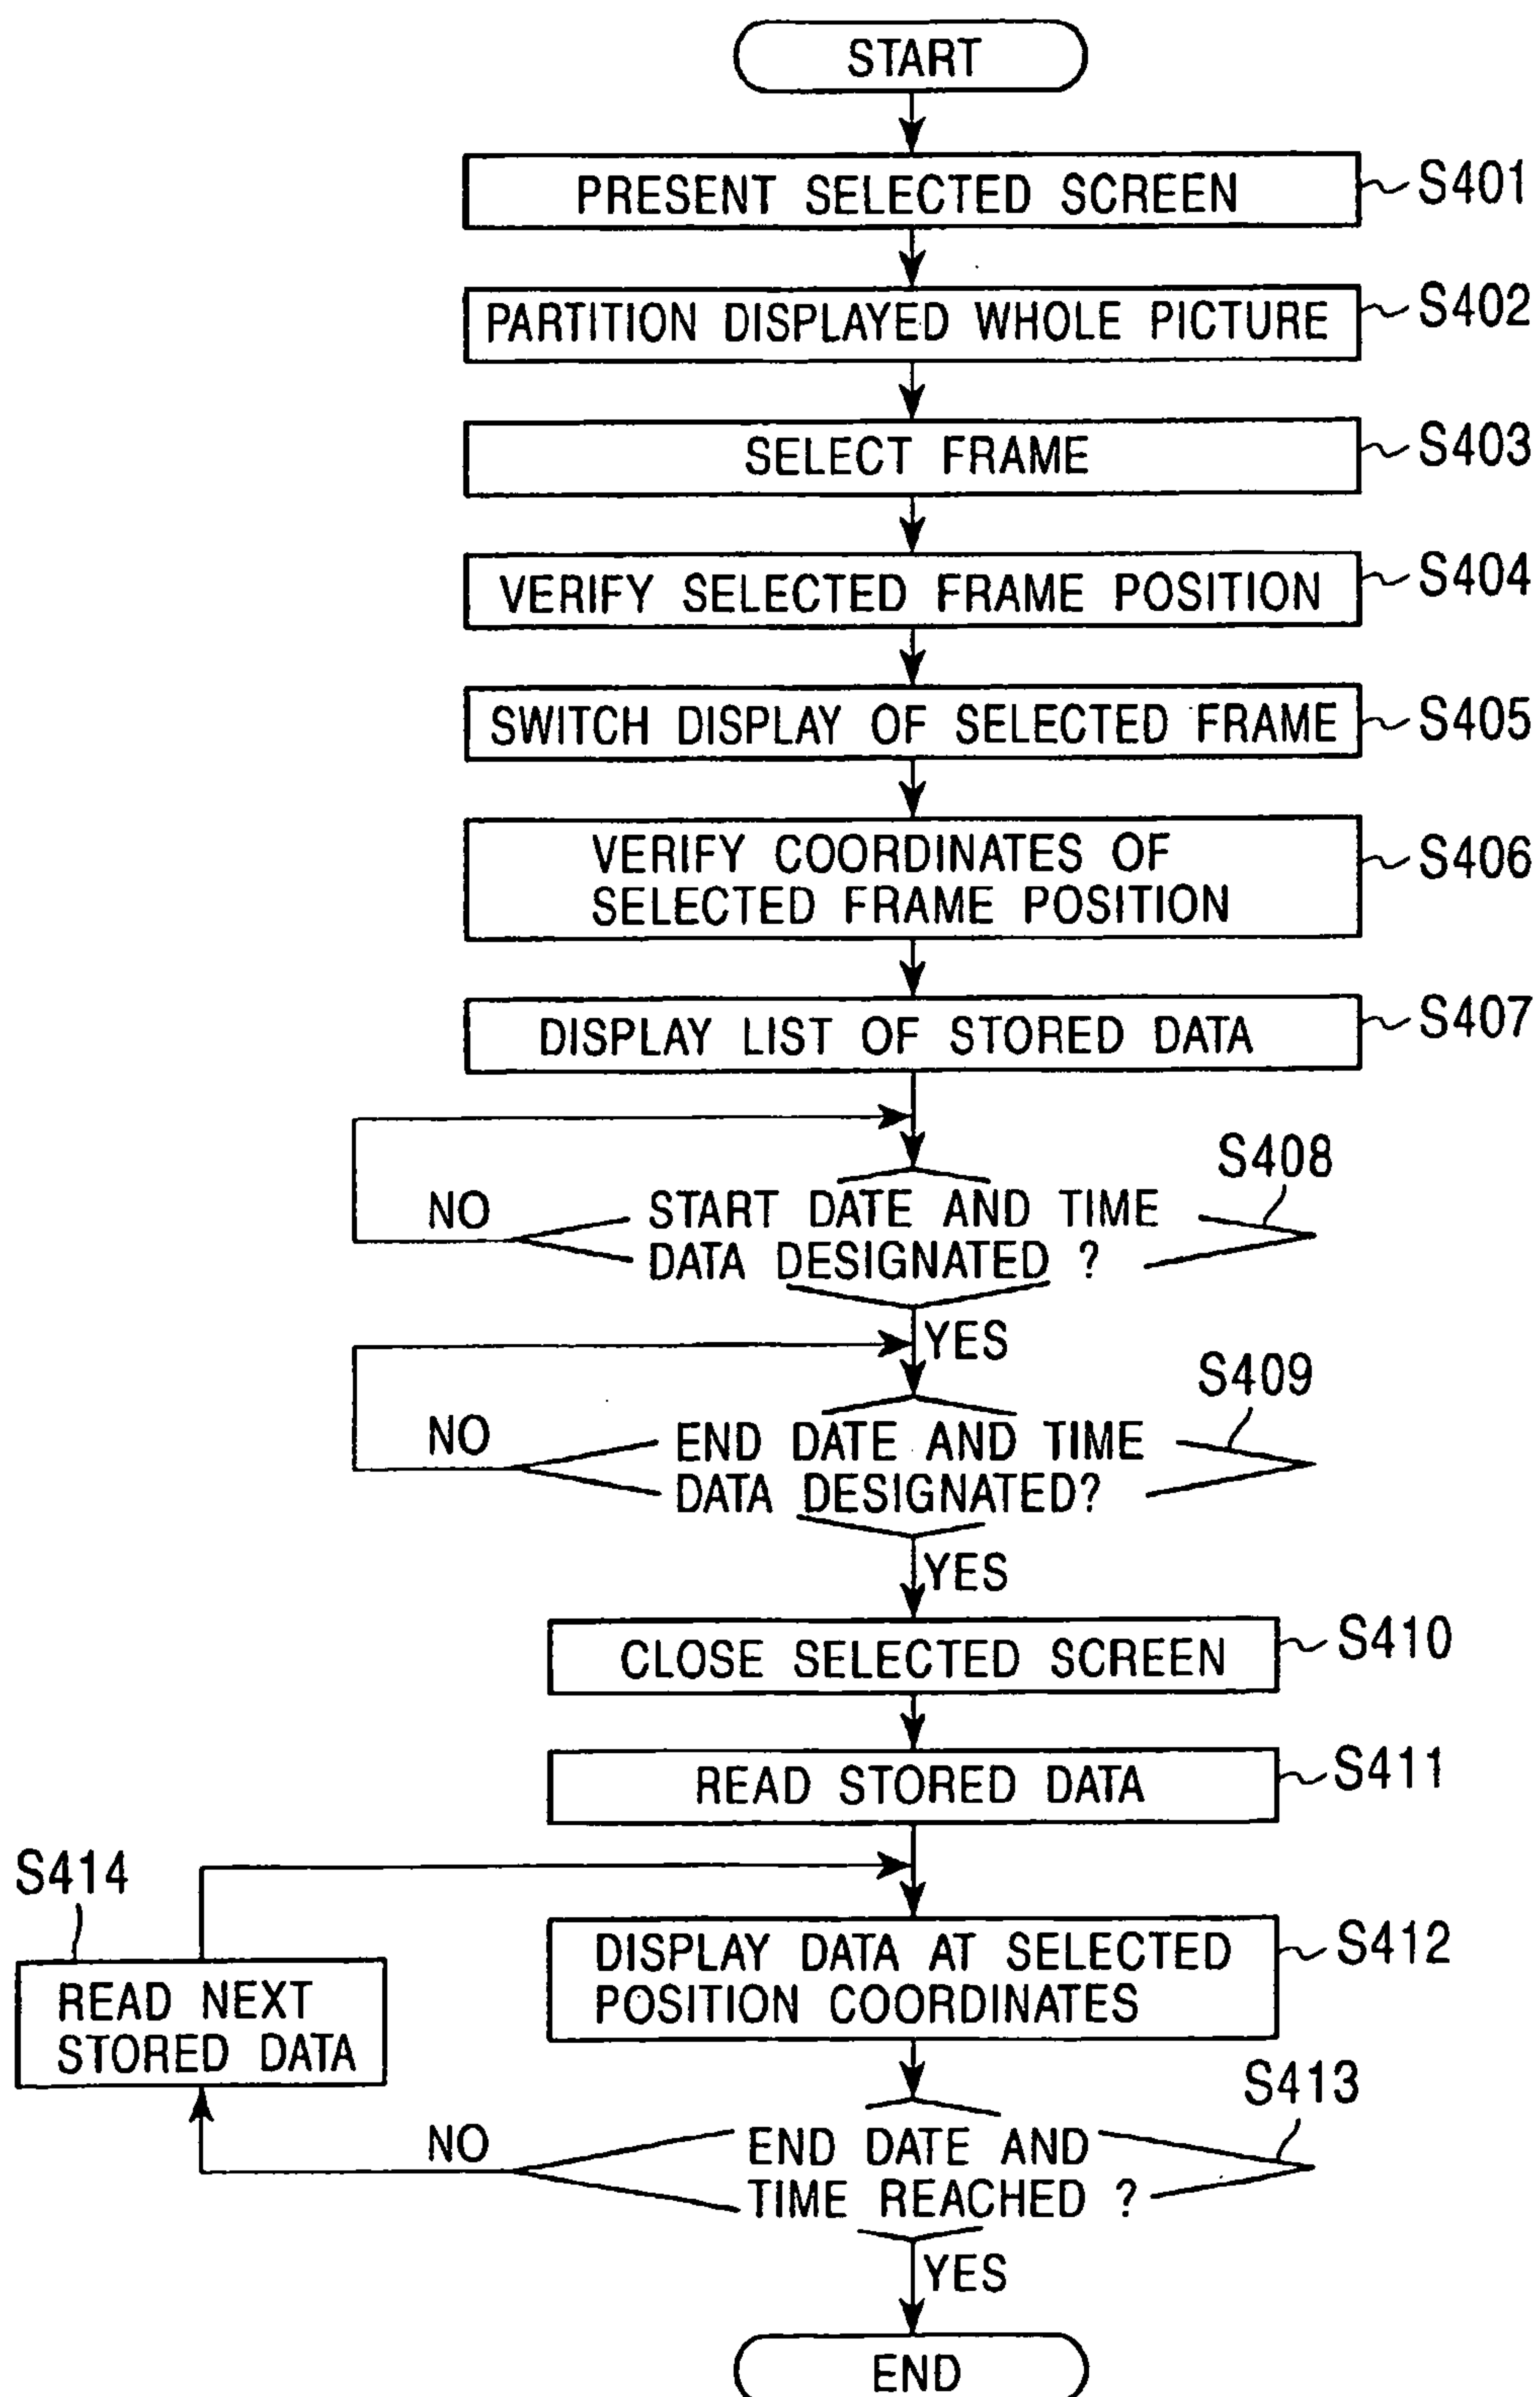 START
PRESENT SELECTED SCREEN
S401
PARTITION DISPLAYED WHOLE PICTURE
S402
SELECT FRAME
S403
VERIFY SELECTED FRAME POSITION
S404
SWITCH DISPLAY OF SELECTED FRAME
S405
VERIFY COORDINATES OF
SELECTED FRAME POSITION
S406
DISPLAY LIST OF STORED DATA
S407
S408
NO
START DATE AND TIME
DATA DESIGNATED ?
YES
S409
NO
END DATE AND TIME
DATA DESIGNATED?
YES
CLOSE SELECTED SCREEN
S410
READ STORED DATA
S411
S414
READ NEXT
STORED DATA
DISPLAY DATA AT SELECTED
POSITION COORDINATES
S412
S413
NO
END DATE AND
TIME REACHED ?
YES
END